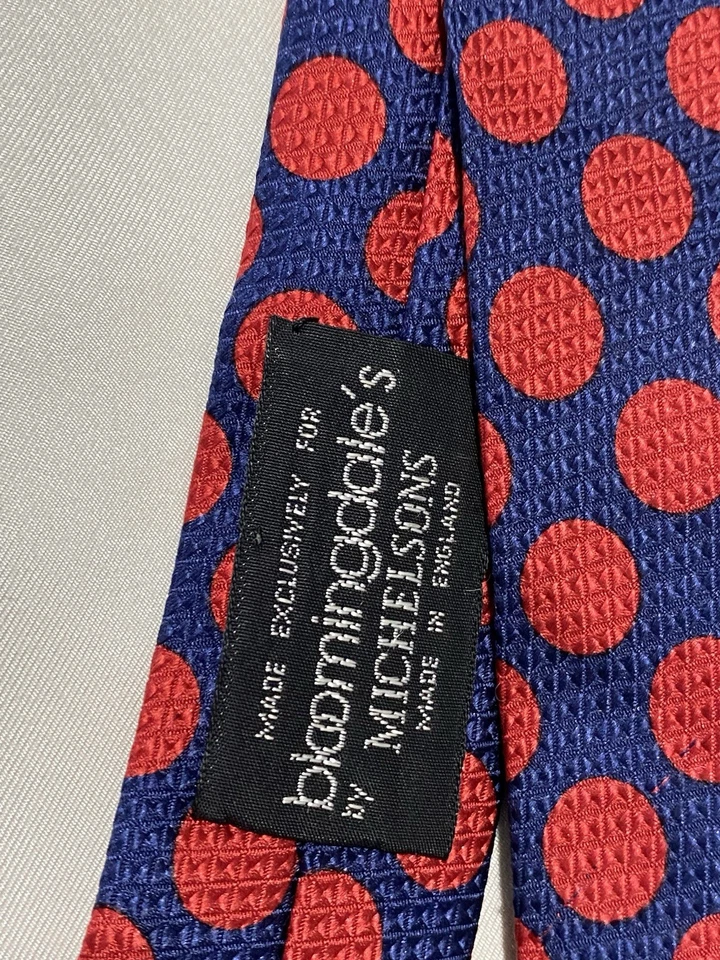 MADE EXCLUSIVELY FOR
bloomingdale's
by MICHELSONS
MADE IN ENGLAND